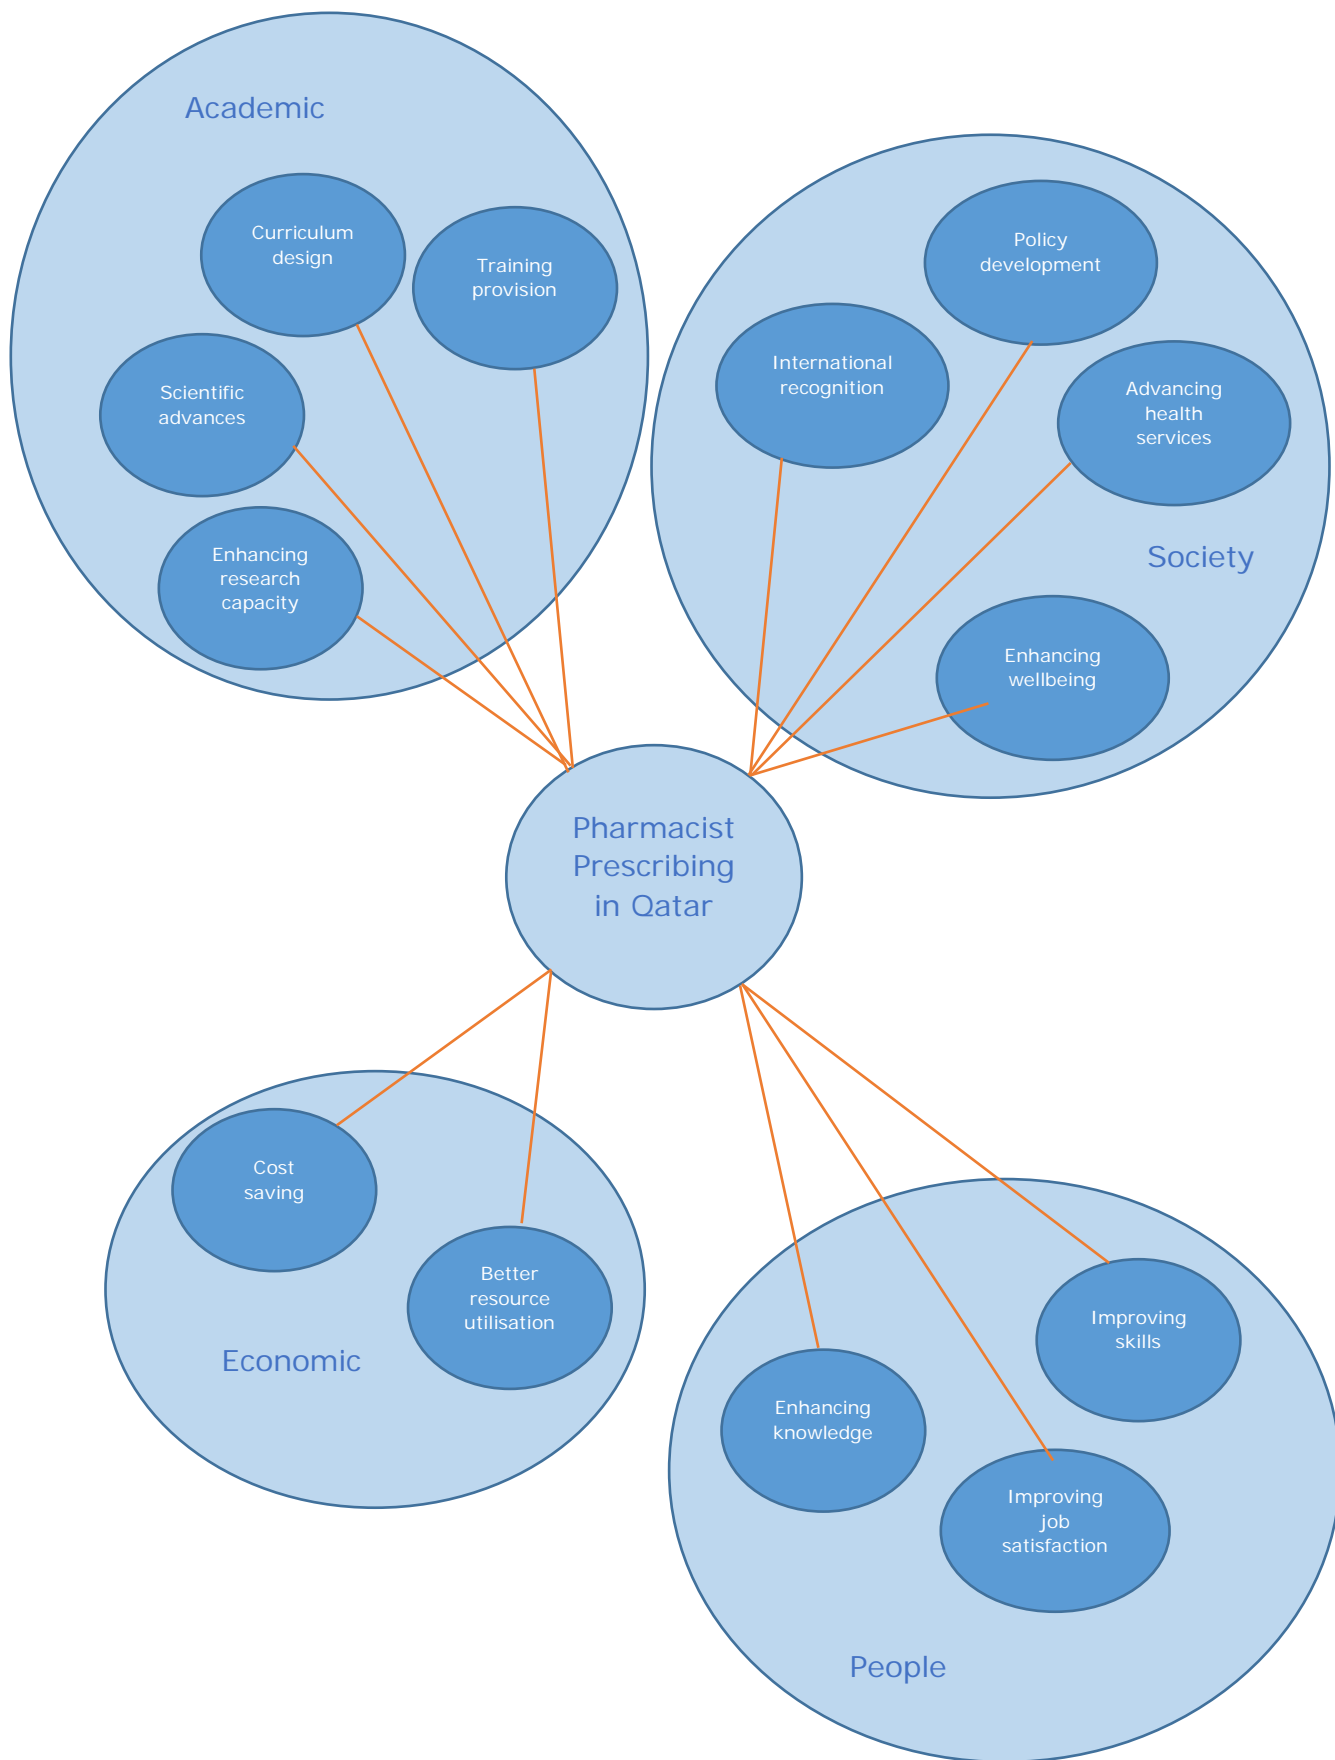 Academic
Curriculum
design
Training
provision
Scientific
advances
Enhancing
research
capacity
Policy
development
International
recognition
Advancing
health
services
Society
Enhancing
wellbeing
Pharmacist
Prescribing
in Qatar
Cost
saving
Better
resource
utilisation
Economic
Improving
skills
Enhancing
knowledge
Improving
job
satisfaction
People